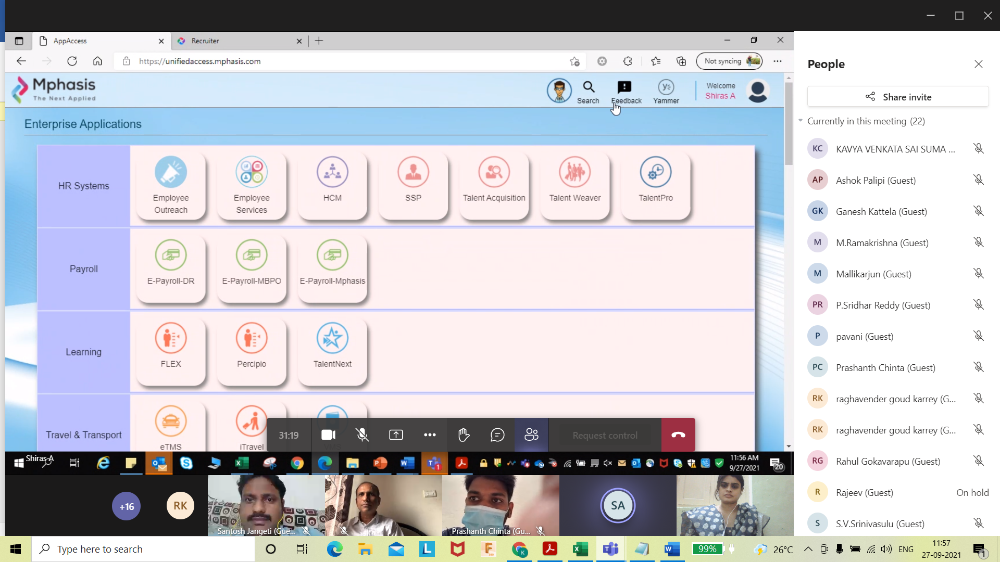 AppAccess
Recruiter
https://unifiedaccess.mphasis.com
Not syncing
Mphasis
The Next Applied
Search
Feedback
Yammer
Welcome
Shiras A
Enterprise Applications
HR Systems
Employee
Outreach
Employee
Services
HCM
SSP
Talent Acquisition
Talent Weaver
TalentPro
Payroll
E-Payroll-DR
E-Payroll-MBPO
E-Payroll-Mphasis
Learning
FLEX
Percipio
TalentNext
Travel & Transport
eTMS
iTravel
VMS
31:19
Request control
Shiras A
11:56 AM
9/27/2021
20
+16
RK
Santosh Jangeti (Gue...
Prashanth Chinta (Gu...
SA
People
Share invite
Currently in this meeting (22)
KC KAVYA VENKATA SAI SUMA ...
AP Ashok Palipi (Guest)
GK Ganesh Kattela (Guest)
M M.Ramakrishna (Guest)
M Mallikarjun (Guest)
PR P.Sridhar Reddy (Guest)
P pavani (Guest)
PC Prashanth Chinta (Guest)
RK raghavender goud karrey (G...
RK raghavender goud karrey (G...
RG Rahul Gokavarapu (Guest)
R Rajeev (Guest) On hold
S S.V.Srinivasulu (Guest)
Type here to search
99%
26°C
ENG
11:57
27-09-2021
1